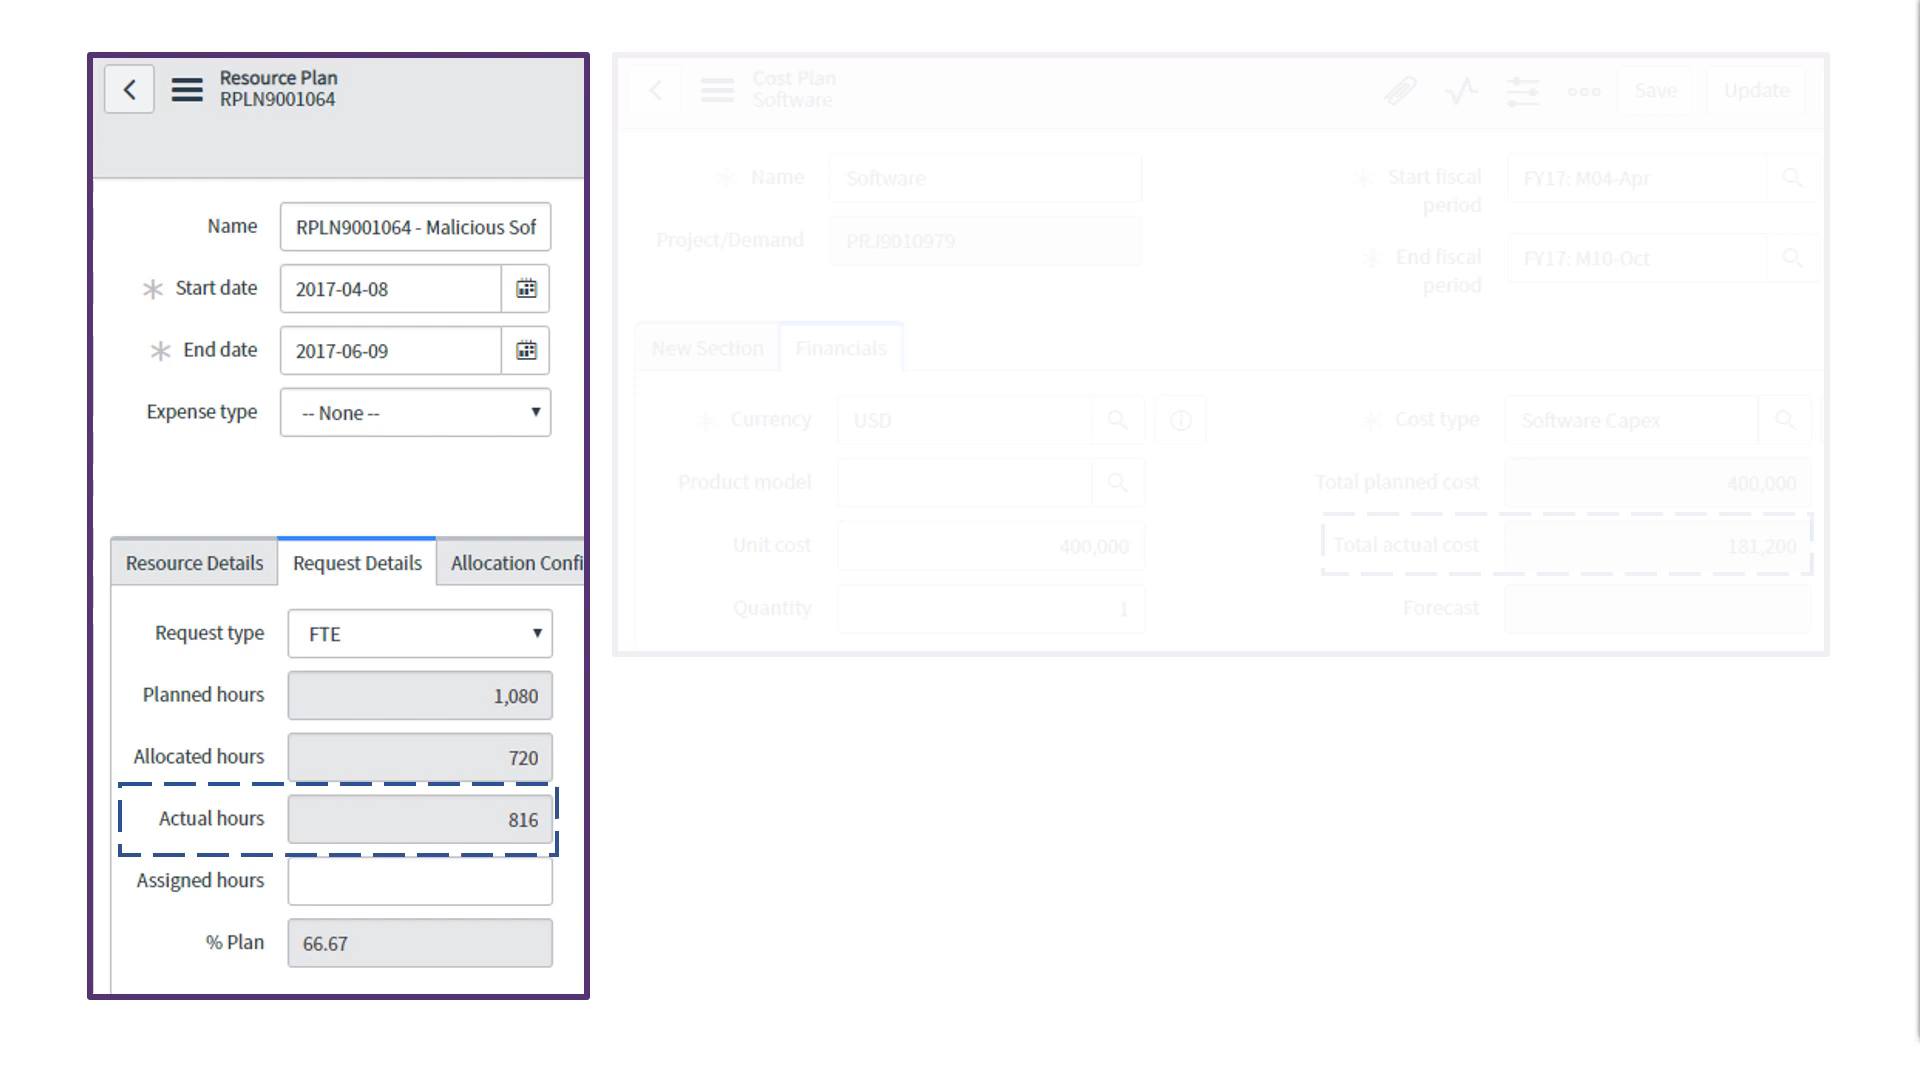 Resource Plan
RPLN9001064
Name
RPLN9001064 - Malicious Sof
Start date
2017-04-08
End date
2017-06-09
Expense type
-- None --
Resource Details
Request Details
Allocation Confi
Request type
FTE
Planned hours
1,080
Allocated hours
720
Actual hours
816
Assigned hours
% Plan
66.67
Cost Plan
Software
Save
Update
Name
Software
Project/Demand
PRJ9010979
Start fiscal
period
FY17: M04-Apr
End fiscal
period
FY17: M10-Oct
New Section
Financials
Currency
USD
Product model
Unit cost
400,000
Quantity
1
Cost type
Software Capex
Total planned cost
400,000
Total actual cost
181,200
Forecast